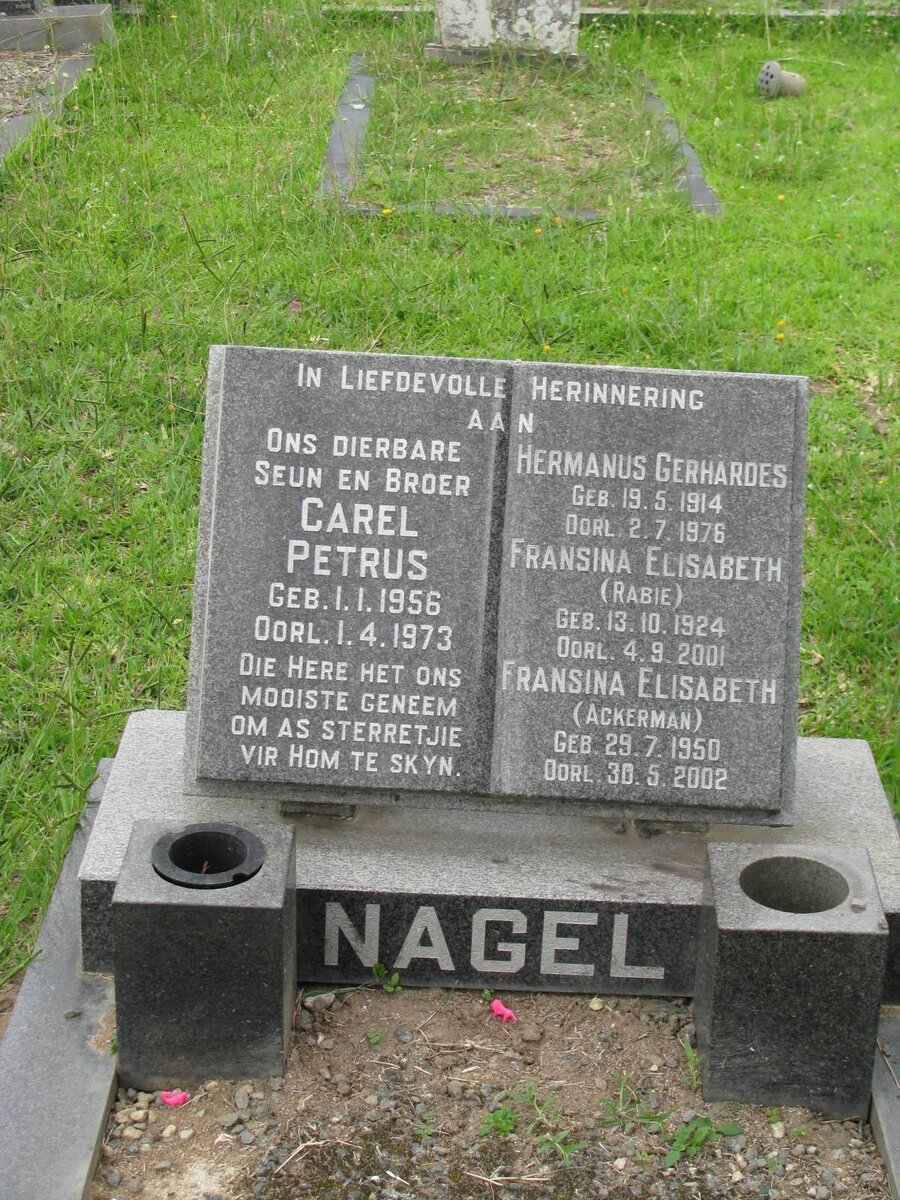 IN LIEFDEVOLLE HERINNERING
AAN
ONS DIERBARE
SEUN EN BROER
CAREL
PETRUS
GEB. 1.1.1956
OORL. 1.4.1973
DIE HERE HET ONS
MOOISTE GENEEM
OM AS STERRETJIE
VIR HOM TE SKYN.
HERMANUS GERHARDES
GEB. 19.5.1914
OORL. 2.7.1976
FRANSINA ELISABETH
(RABIE)
GEB. 13.10.1924
OORL. 4.9.2001
FRANSINA ELISABETH
(ACKERMAN)
GEB. 29.7.1950
OORL. 30.5.2002
NAGEL